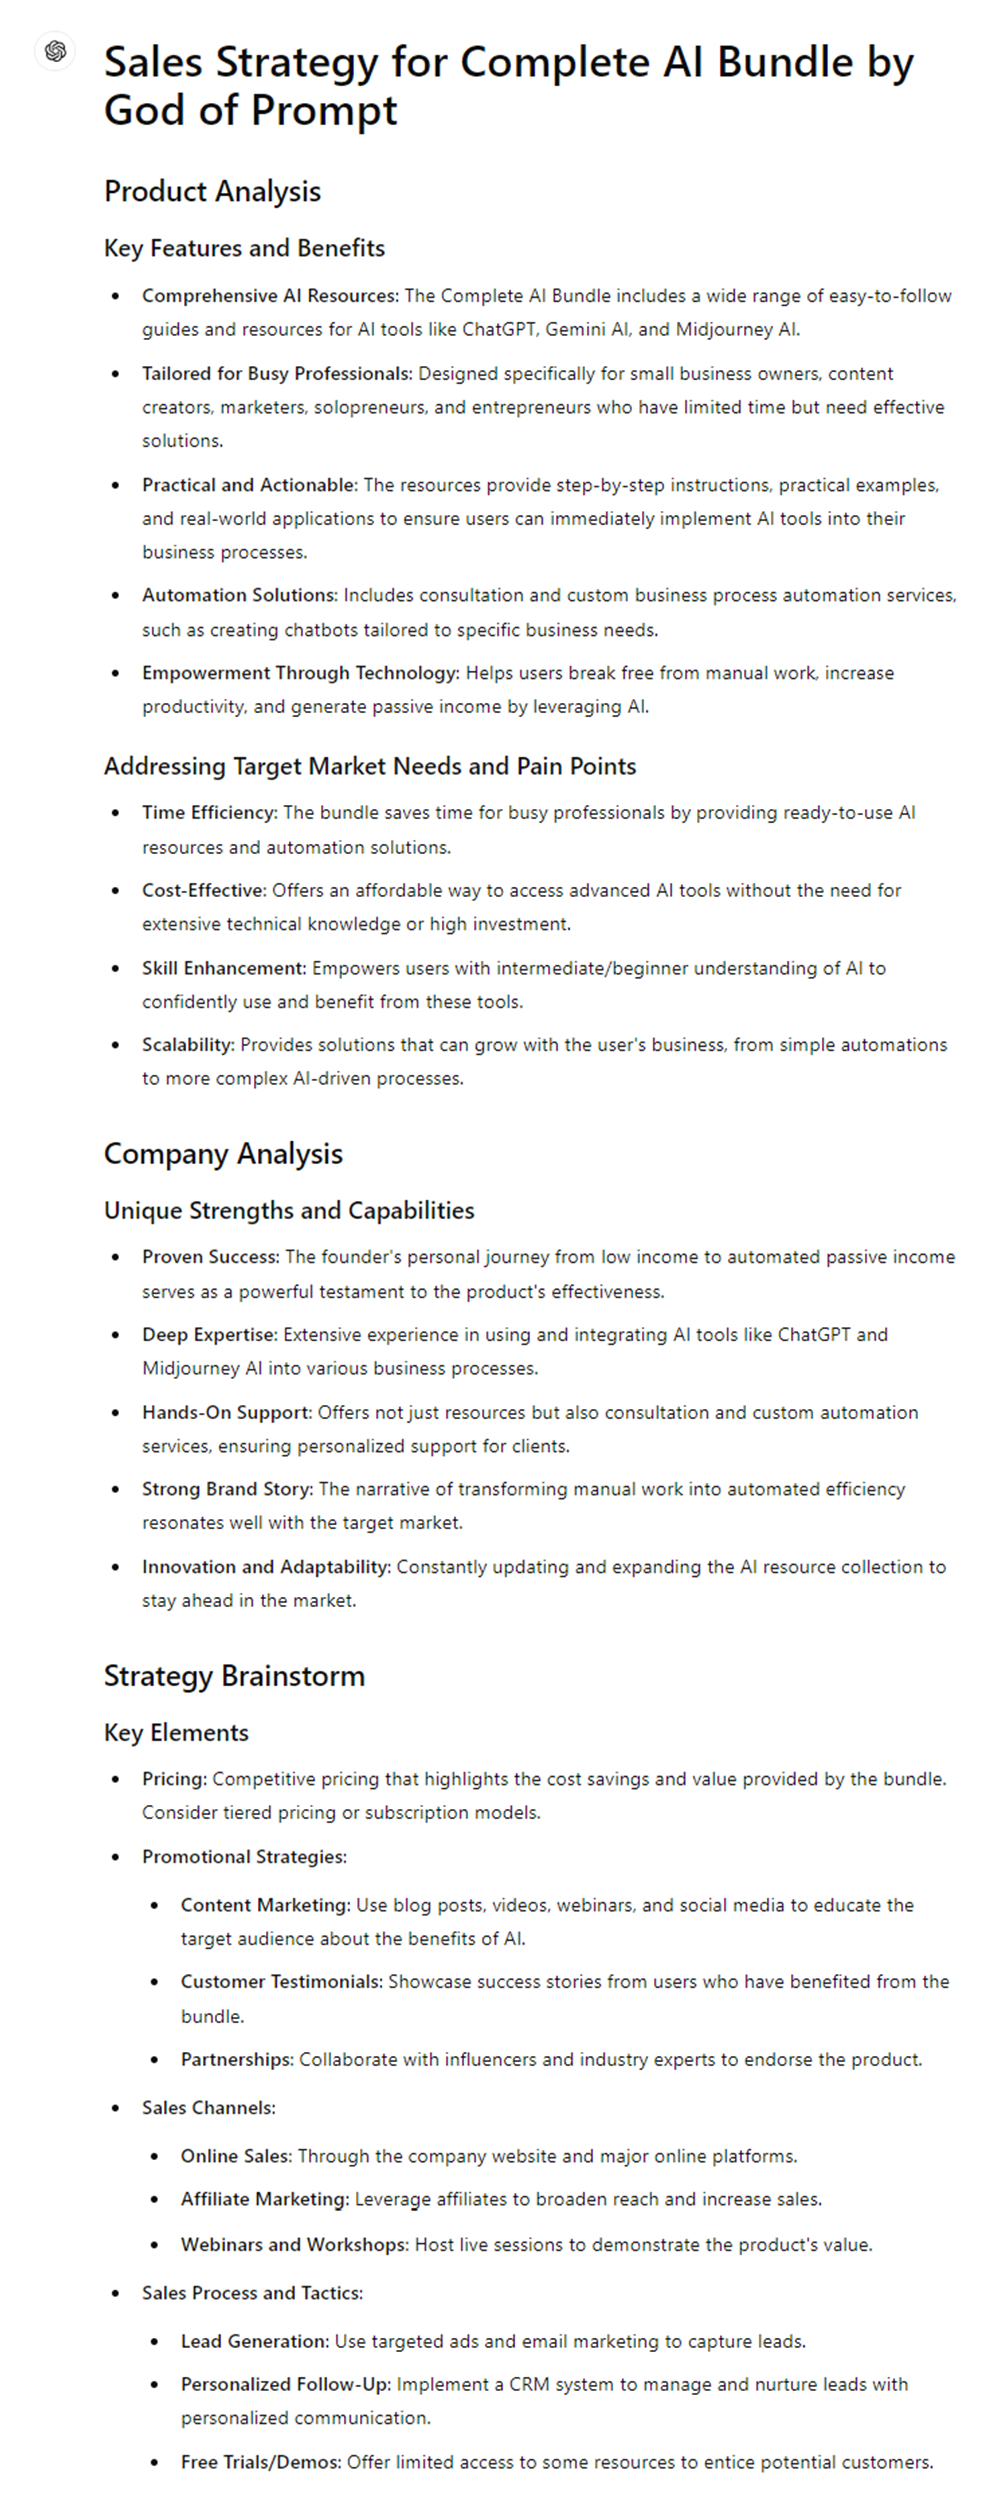 Sales Strategy for Complete AI Bundle by
God of Prompt
Product Analysis
Key Features and Benefits
• Comprehensive AI Resources: The Complete AI Bundle includes a wide range of easy-to-follow
guides and resources for AI tools like ChatGPT, Gemini AI, and Midjourney AI.
• Tailored for Busy Professionals: Designed specifically for small business owners, content
creators, marketers, solopreneurs, and entrepreneurs who have limited time but need effective
solutions.
• Practical and Actionable: The resources provide step-by-step instructions, practical examples,
and real-world applications to ensure users can immediately implement AI tools into their
business processes.
• Automation Solutions: Includes consultation and custom business process automation services,
such as creating chatbots tailored to specific business needs.
• Empowerment Through Technology: Helps users break free from manual work, increase
productivity, and generate passive income by leveraging AI.
Addressing Target Market Needs and Pain Points
• Time Efficiency: The bundle saves time for busy professionals by providing ready-to-use AI
resources and automation solutions.
• Cost-Effective: Offers an affordable way to access advanced AI tools without the need for
extensive technical knowledge or high investment.
• Skill Enhancement: Empowers users with intermediate/beginner understanding of AI to
confidently use and benefit from these tools.
• Scalability: Provides solutions that can grow with the user's business, from simple automations
to more complex AI-driven processes.
Company Analysis
Unique Strengths and Capabilities
• Proven Success: The founder's personal journey from low income to automated passive income
serves as a powerful testament to the product's effectiveness.
• Deep Expertise: Extensive experience in using and integrating AI tools like ChatGPT and
Midjourney AI into various business processes.
• Hands-On Support: Offers not just resources but also consultation and custom automation
services, ensuring personalized support for clients.
• Strong Brand Story: The narrative of transforming manual work into automated efficiency
resonates well with the target market.
• Innovation and Adaptability: Constantly updating and expanding the AI resource collection to
stay ahead in the market.
Strategy Brainstorm
Key Elements
• Pricing: Competitive pricing that highlights the cost savings and value provided by the bundle.
Consider tiered pricing or subscription models.
• Promotional Strategies:
• Content Marketing: Use blog posts, videos, webinars, and social media to educate the
target audience about the benefits of AI.
• Customer Testimonials: Showcase success stories from users who have benefited from the
bundle.
• Partnerships: Collaborate with influencers and industry experts to endorse the product.
• Sales Channels:
• Online Sales: Through the company website and major online platforms.
• Affiliate Marketing: Leverage affiliates to broaden reach and increase sales.
• Webinars and Workshops: Host live sessions to demonstrate the product's value.
• Sales Process and Tactics:
• Lead Generation: Use targeted ads and email marketing to capture leads.
• Personalized Follow-Up: Implement a CRM system to manage and nurture leads with
personalized communication.
• Free Trials/Demos: Offer limited access to some resources to entice potential customers.